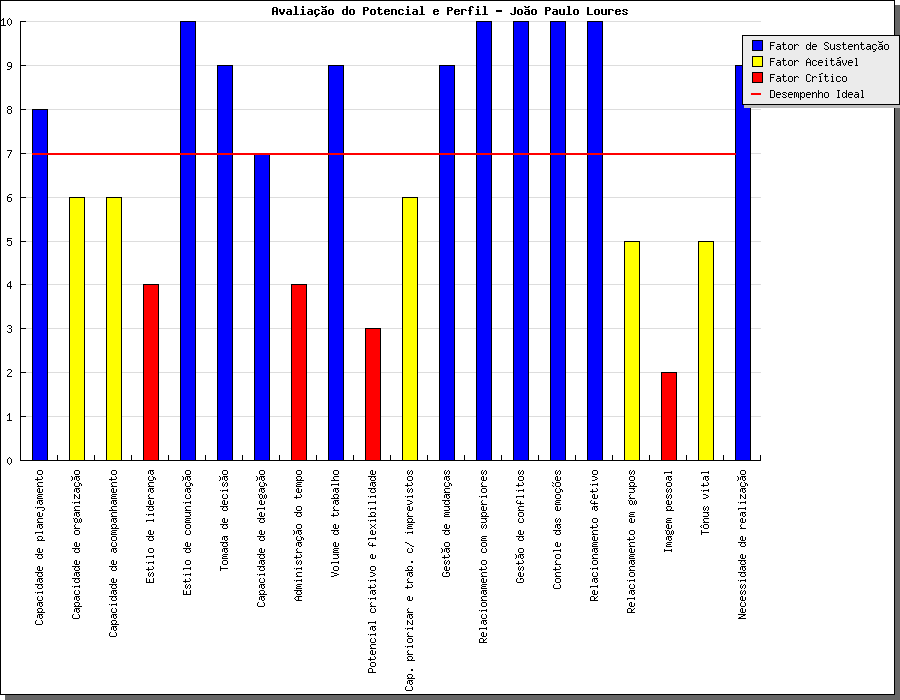 Avaliação do Potencial e Perfil - João Paulo Loures
Fator de Sustentação
Fator Aceitável
Fator Crítico
Desempenho Ideal
10
9
8
7
6
5
4
3
2
1
0
Capacidade de planejamento
Capacidade de organização
Capacidade de acompanhamento
Estilo de liderança
Estilo de comunicação
Tomada de decisão
Capacidade de delegação
Administração do tempo
Volume de trabalho
Potencial criativo e flexibilidade
Cap. priorizar e trab. c/ imprevistos
Gestão de mudanças
Relacionamento com superiores
Gestão de conflitos
Controle das emoções
Relacionamento afetivo
Relacionamento em grupos
Imagem pessoal
Tônus vital
Necessidade de realização